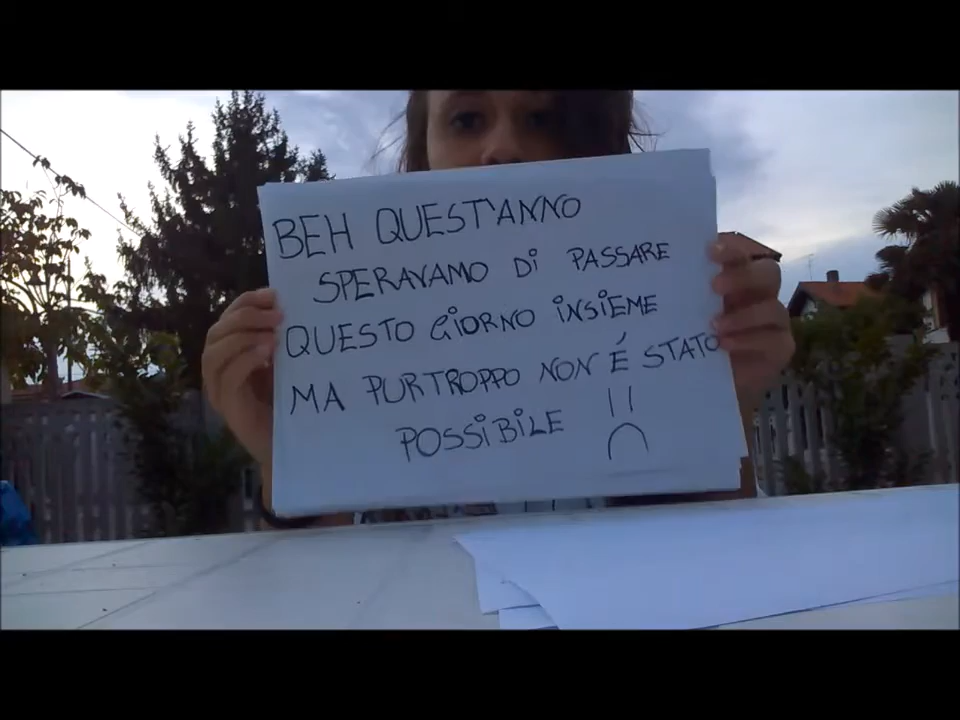 BEH QUEST'ANNO
SPERAVAMO Di PASSARE
QUESTO GiORNO iNSiEME
MA PURTROPPO NON É STATO
POSSiBiLE